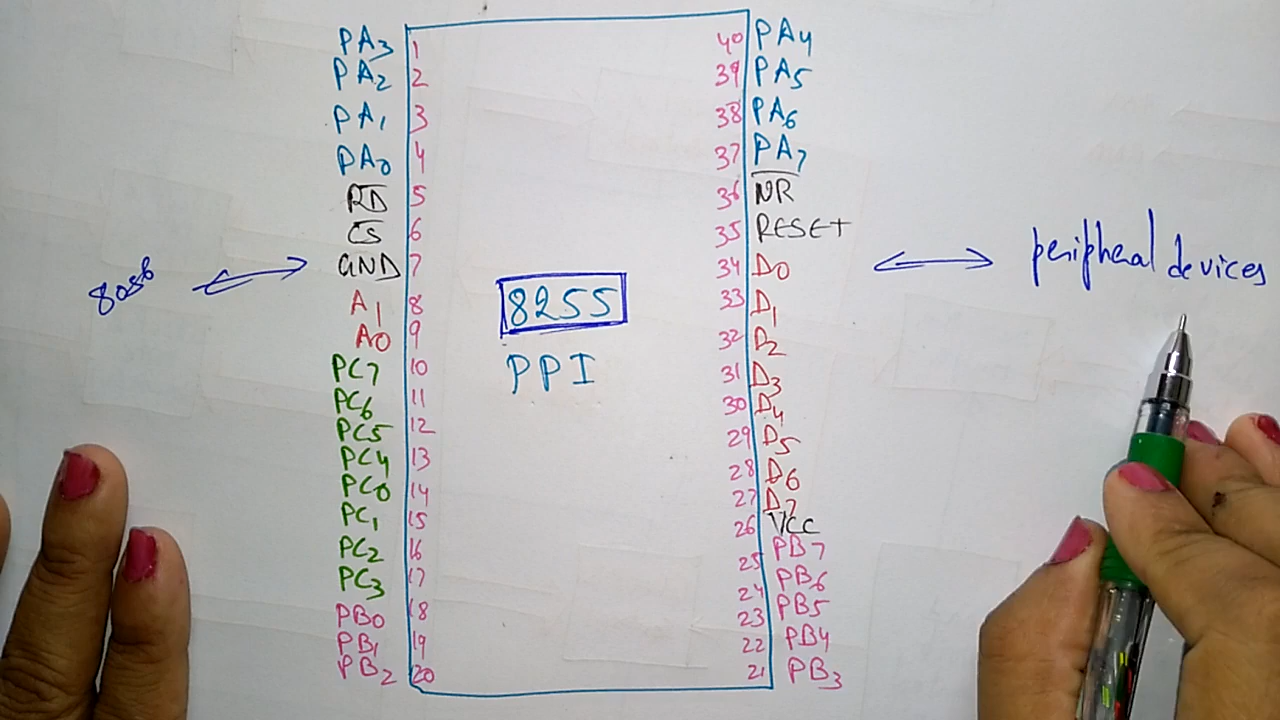 PA3 1 40 PA4
PA2 2 39 PA5
PA1 3 38 PA6
PA0 4 37 PA7
RD 5 36 WR
CS 6 35 RESET
GND 7 34 D0
8086
peripheral devices
A1 8 33 D1
A0 9 32 D2
8255
PPI
PC7 10 31 D3
PC6 11 30 D4
PC5 12 29 D5
PC4 13 28 D6
PC0 14 27 D7
PC1 15 26 VCC
PC2 16 25 PB7
PC3 17 24 PB6
PB0 18 23 PB5
PB1 19 22 PB4
PB2 20 21 PB3